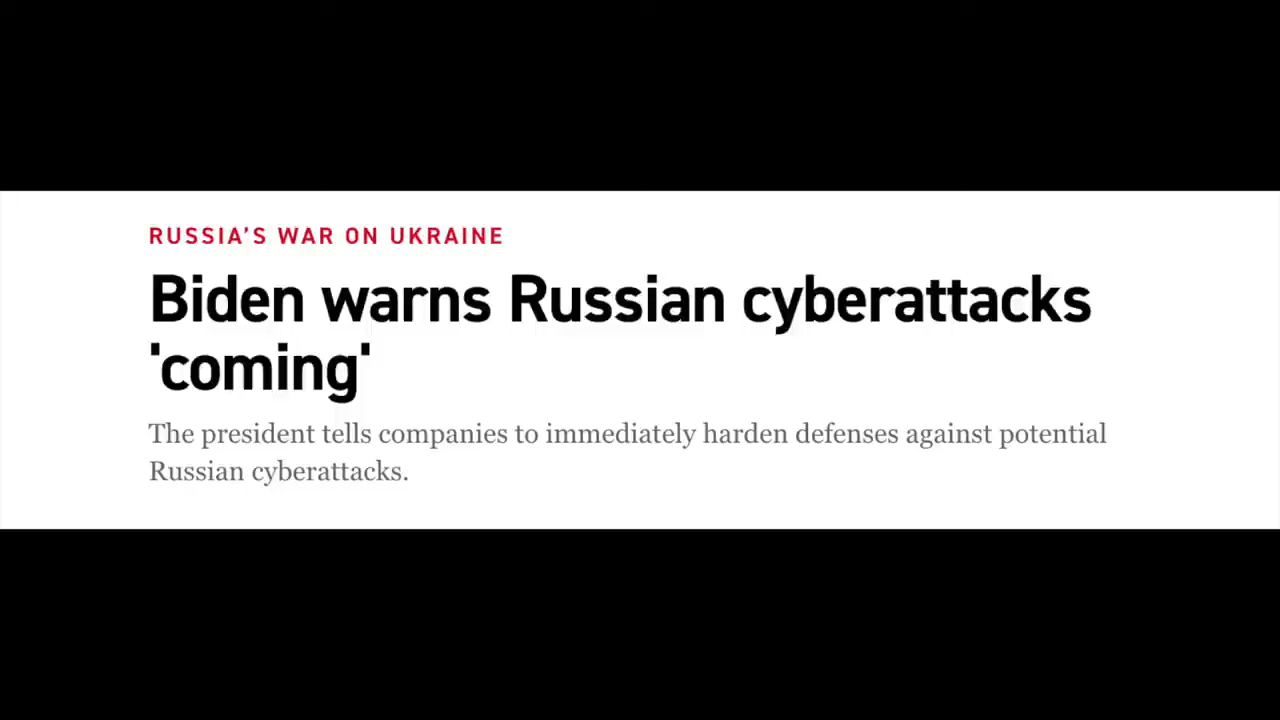 RUSSIA'S WAR ON UKRAINE
Biden warns Russian cyberattacks
'coming'
The president tells companies to immediately harden defenses against potential
Russian cyberattacks.